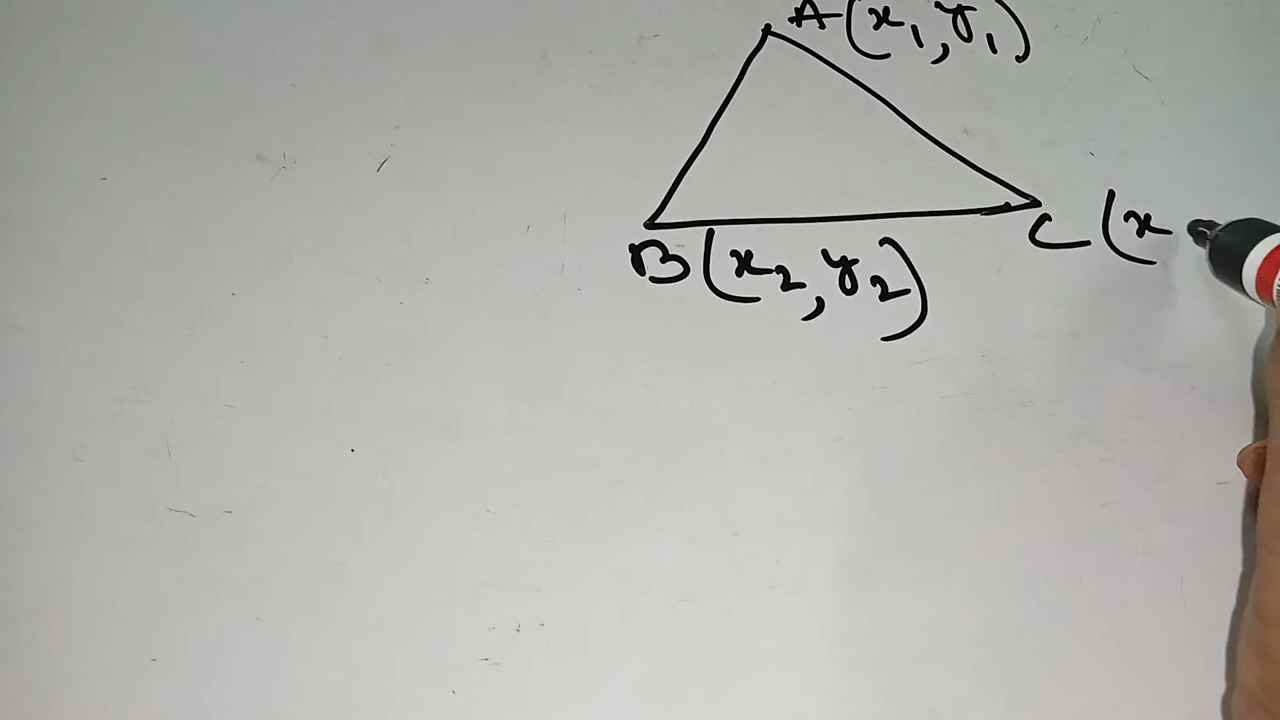 A(x₁,y₁)
B(x₂,y₂)
C(x